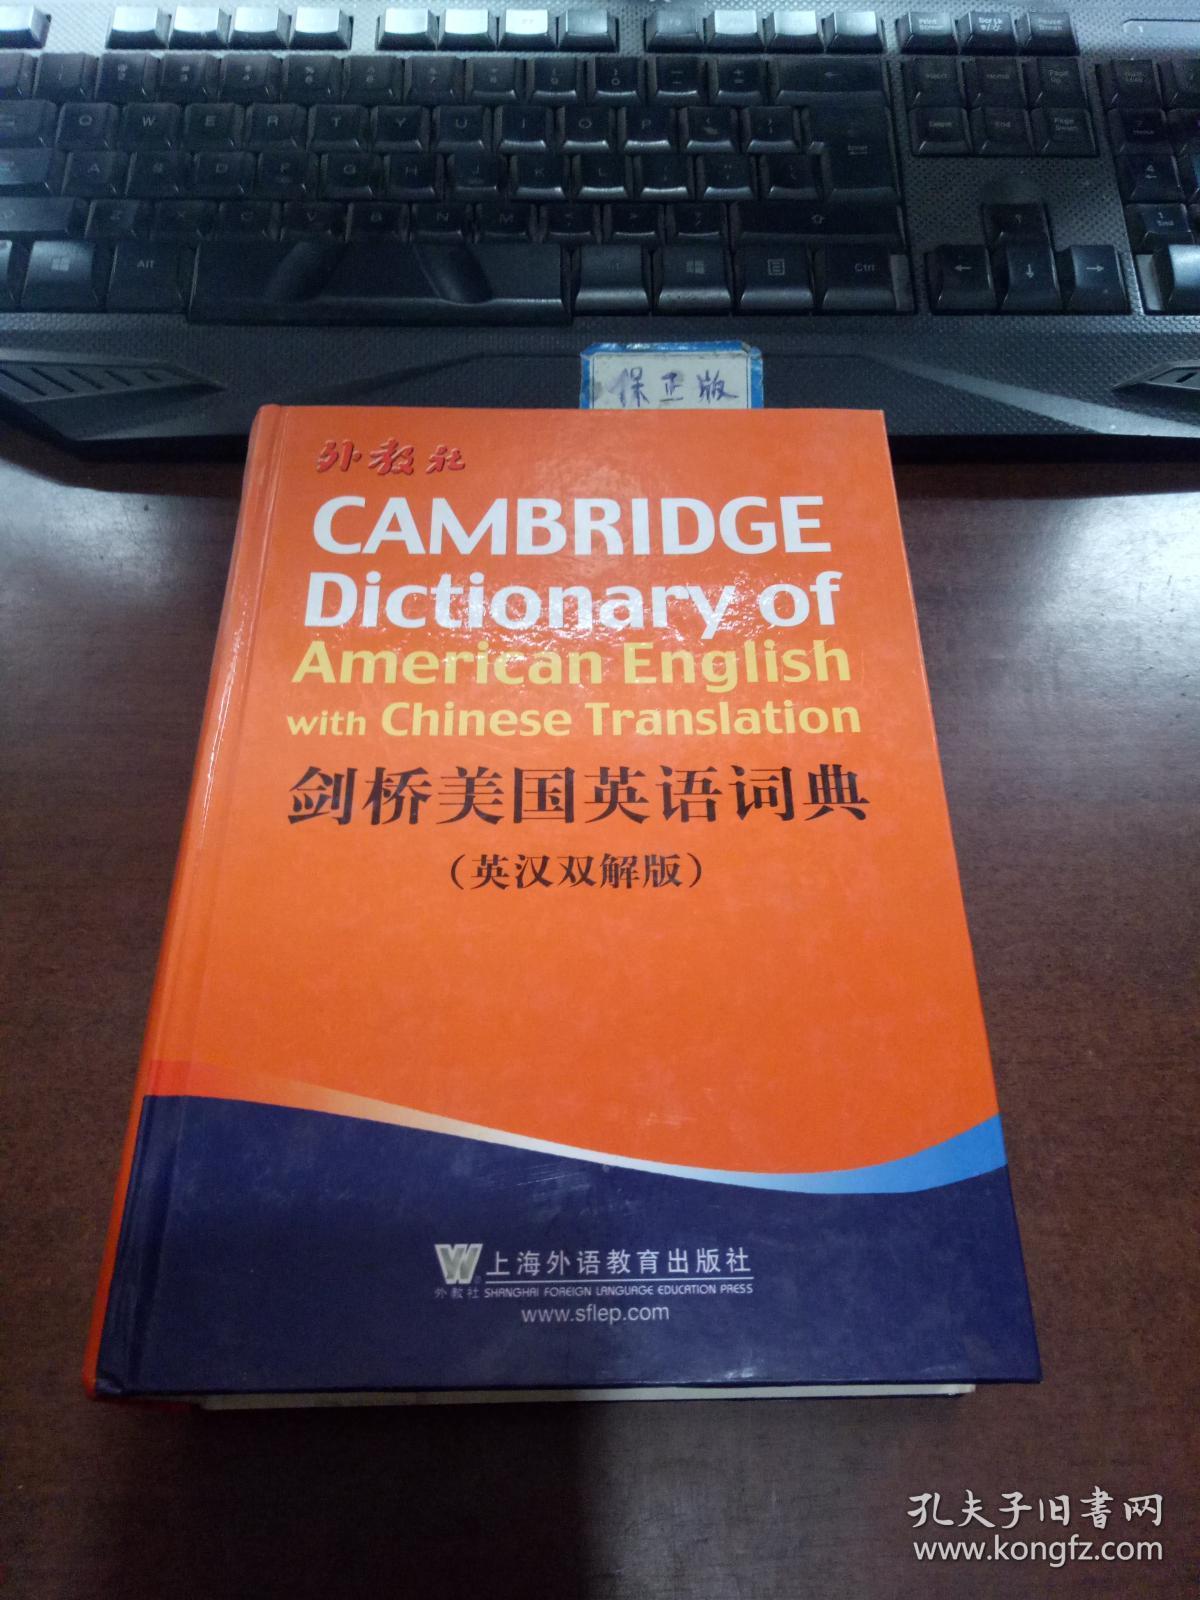 保正版
外教社
CAMBRIDGE
Dictionary of
American English
with Chinese Translation
剑桥美国英语词典
（英汉双解版）
上海外语教育出版社
外教社 SHANGHAI FOREIGN LANGUAGE EDUCATION PRESS
www.sflep.com
孔夫子旧书网
www.kongfz.com